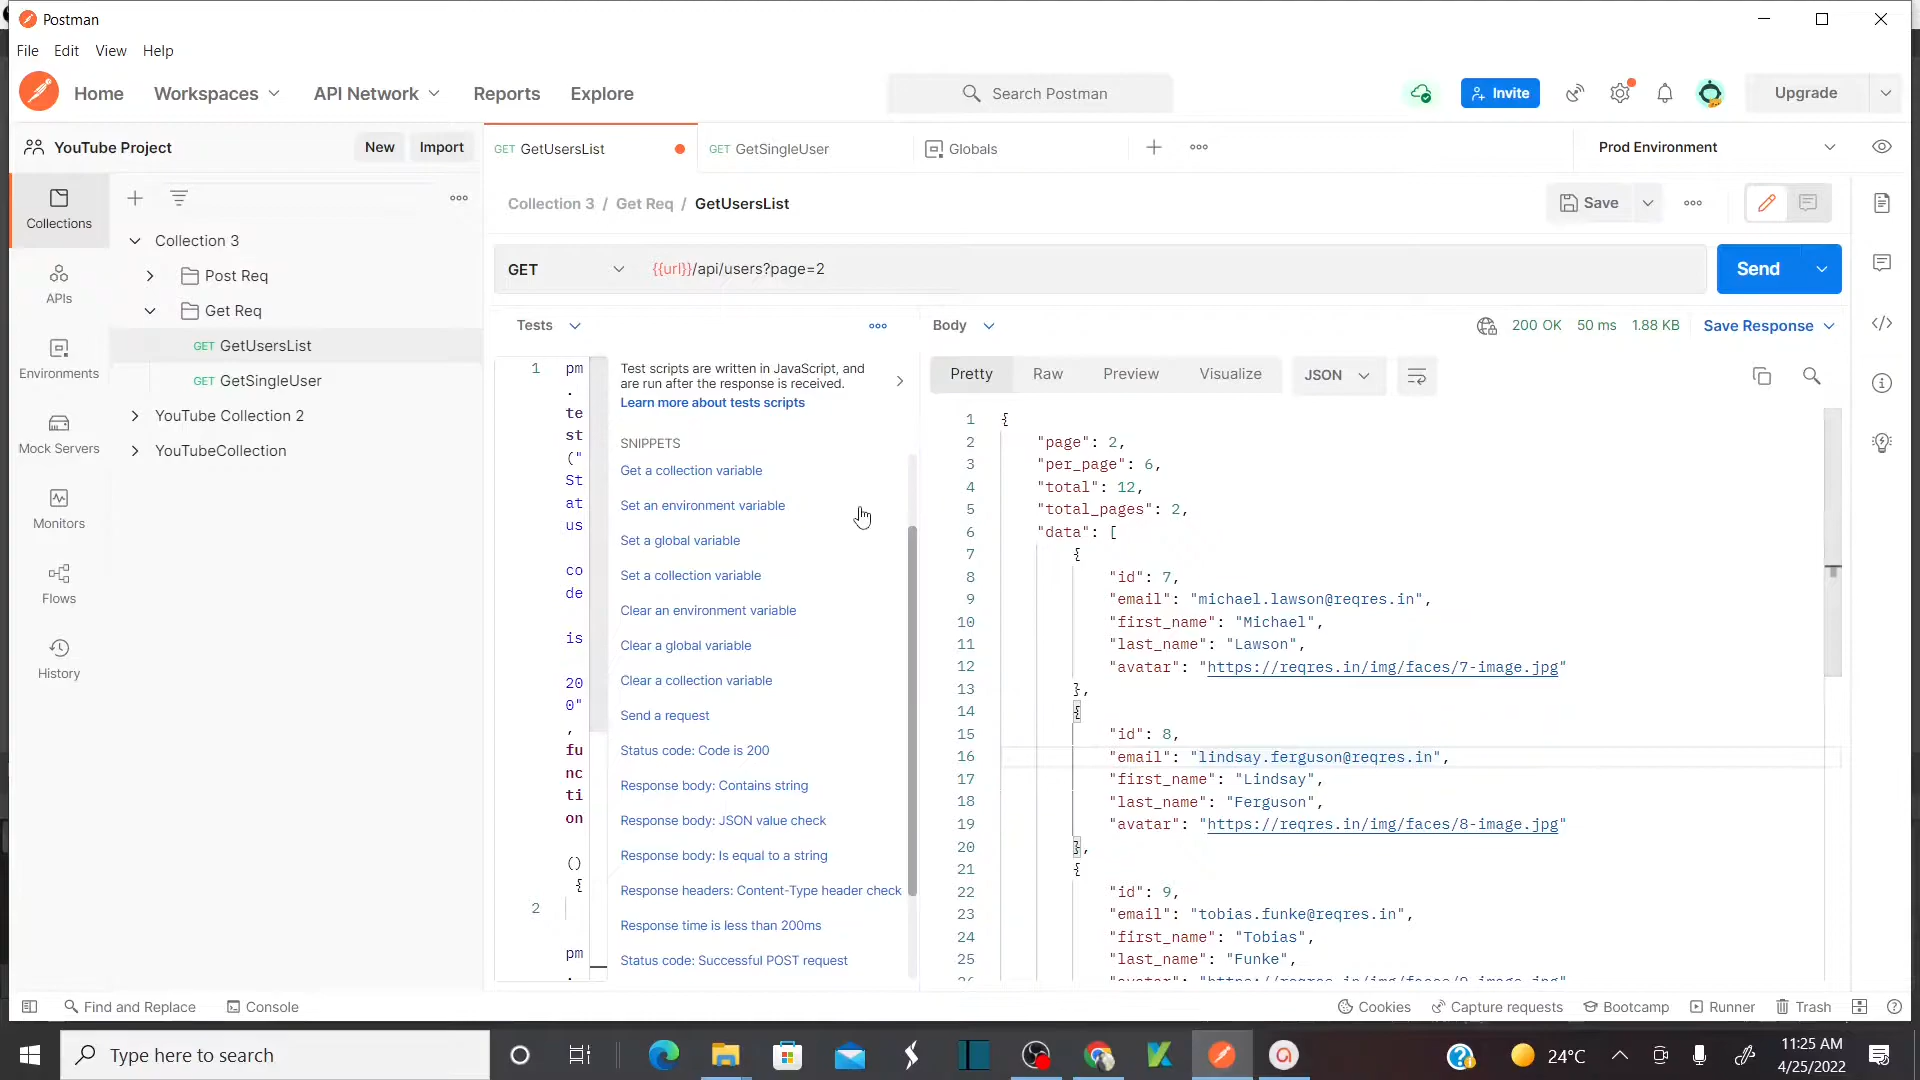 Postman
File Edit View Help
Home Workspaces API Network Reports Explore Search Postman Invite Upgrade
YouTube Project New Import GET GetUsersList GET GetSingleUser Globals Prod Environment
Collections
APIs
Environments
Mock Servers
Monitors
Flows
History
Collection 3
Post Req
Get Req
GET GetUsersList
GET GetSingleUser
YouTube Collection 2
YouTubeCollection
Collection 3 / Get Req / GetUsersList Save
GET {{url}}/api/users?page=2 Send
Tests
1 pm
.
te
st
("
St
at
us
co
de
is
20
0"
,
fu
nc
ti
on
()
{
2
pm
.
Test scripts are written in JavaScript, and
are run after the response is received.
Learn more about tests scripts
SNIPPETS
Get a collection variable
Set an environment variable
Set a global variable
Set a collection variable
Clear an environment variable
Clear a global variable
Clear a collection variable
Send a request
Status code: Code is 200
Response body: Contains string
Response body: JSON value check
Response body: Is equal to a string
Response headers: Content-Type header check
Response time is less than 200ms
Status code: Successful POST request
Body 200 OK 50 ms 1.88 KB Save Response
Pretty Raw Preview Visualize JSON
1 {
2 "page": 2,
3 "per_page": 6,
4 "total": 12,
5 "total_pages": 2,
6 "data": [
7 {
8 "id": 7,
9 "email": "michael.lawson@reqres.in",
10 "first_name": "Michael",
11 "last_name": "Lawson",
12 "avatar": "https://reqres.in/img/faces/7-image.jpg"
13 },
14 {
15 "id": 8,
16 "email": "lindsay.ferguson@reqres.in",
17 "first_name": "Lindsay",
18 "last_name": "Ferguson",
19 "avatar": "https://reqres.in/img/faces/8-image.jpg"
20 },
21 {
22 "id": 9,
23 "email": "tobias.funke@reqres.in",
24 "first_name": "Tobias",
25 "last_name": "Funke",
26 "avatar": "https://reqres.in/img/faces/9-image.jpg"
Find and Replace Console Cookies Capture requests Bootcamp Runner Trash
Type here to search 24°C 11:25 AM
4/25/2022